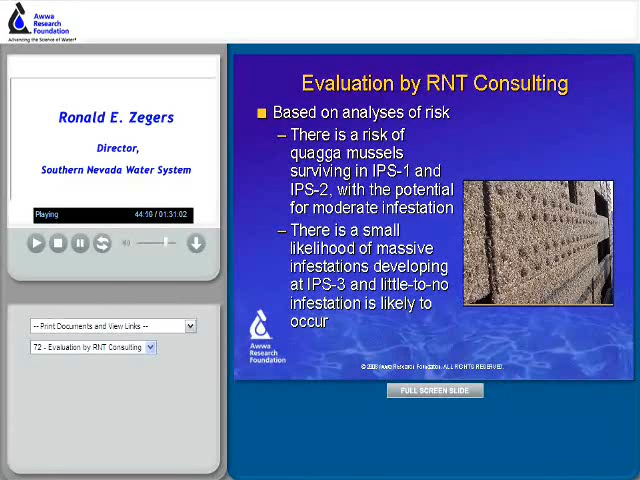 Awwa
Research
Foundation
Advancing the Science of Water®
Ronald E. Zegers
Director,
Southern Nevada Water System
Playing
44:10 / 01:31:02
-- Print Documents and View Links --
72 - Evaluation by RNT Consulting
Evaluation by RNT Consulting
Based on analyses of risk
– There is a risk of
quagga mussels
surviving in IPS-1 and
IPS-2, with the potential
for moderate infestation
– There is a small
likelihood of massive
infestations developing
at IPS-3 and little-to-no
infestation is likely to
occur
Awwa
Research
Foundation
© 2008 Awwa Research Foundation. ALL RIGHTS RESERVED.
FULL SCREEN SLIDE